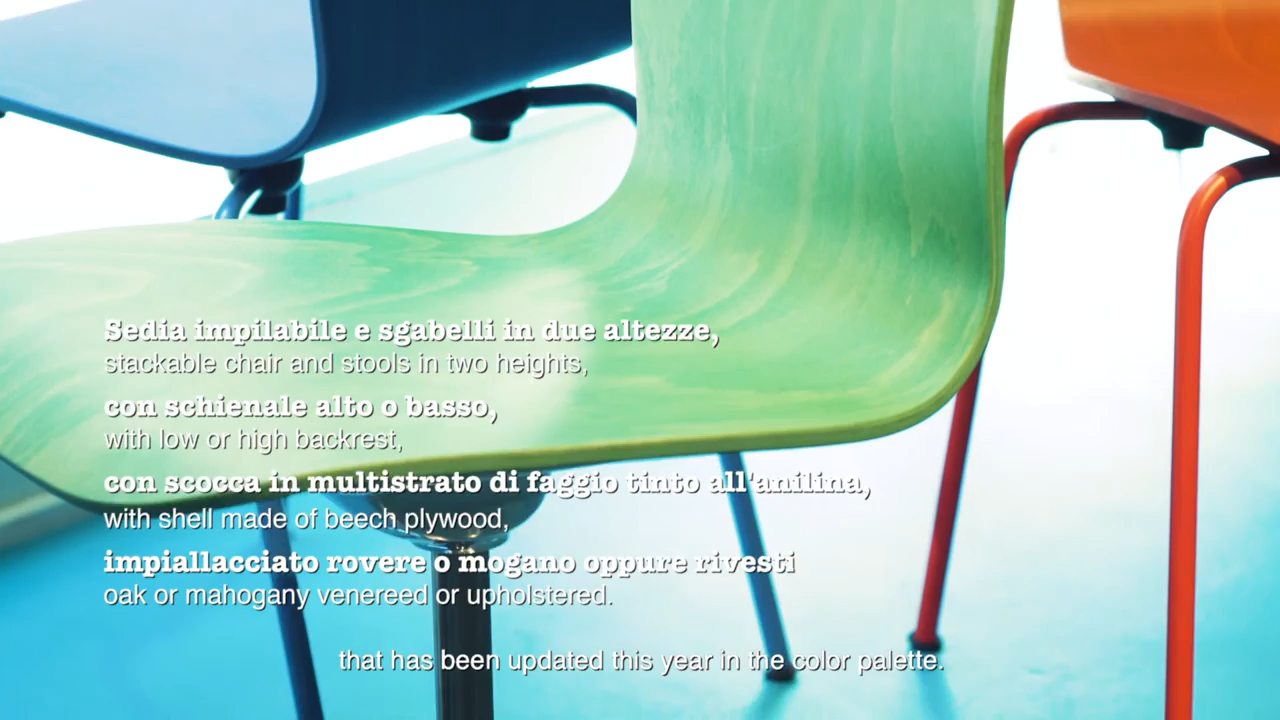 Sedia impilabile e sgabelli in due altezze,
stackable chair and stools in two heights,
con schienale alto o basso,
with low or high backrest,
con scocca in multistrato di faggio tinto all'anilina,
with shell made of beech plywood,
impiallacciato rovere o mogano oppure rivesti
oak or mahogany venereed or upholstered.
that has been updated this year in the color palette.